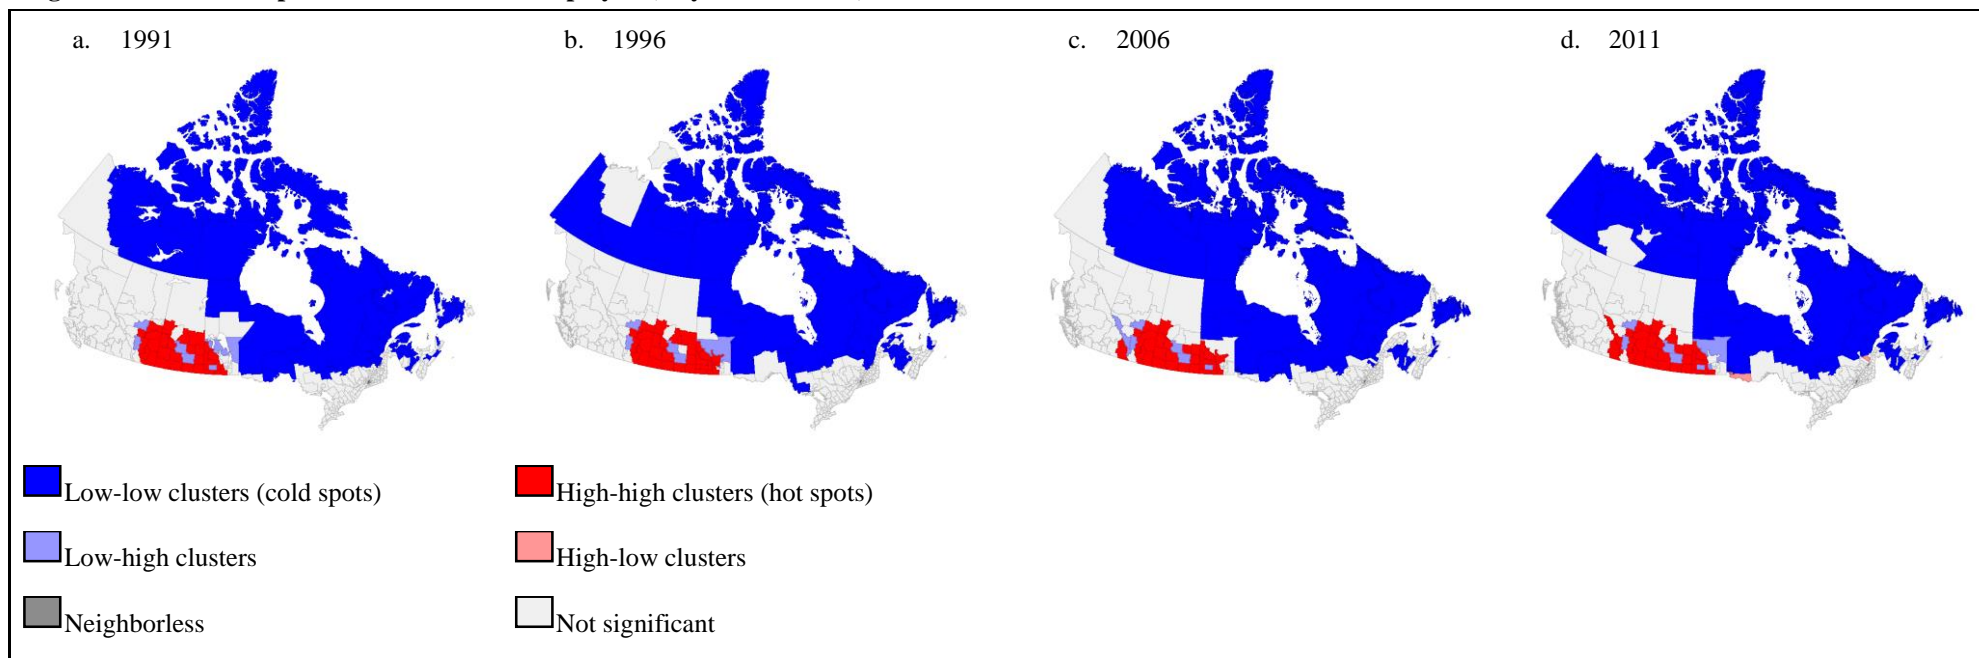 a. 1991
b. 1996
c. 2006
d. 2011
Low-low clusters (cold spots)
High-high clusters (hot spots)
Low-high clusters
High-low clusters
Neighborless
Not significant